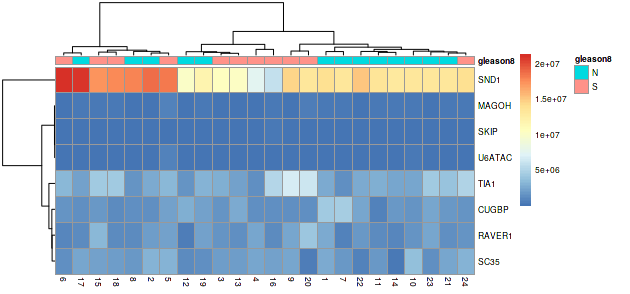 gleason8
SND1
MAGOH
SKIP
U6ATAC
TIA1
CUGBP
RAVER1
SC35
6 17 15 18 8 2 5 12 19 3 13 4 16 9 20 1 7 22 11 14 10 23 21 24
2e+07
1.5e+07
1e+07
5e+06
gleason8
N
S